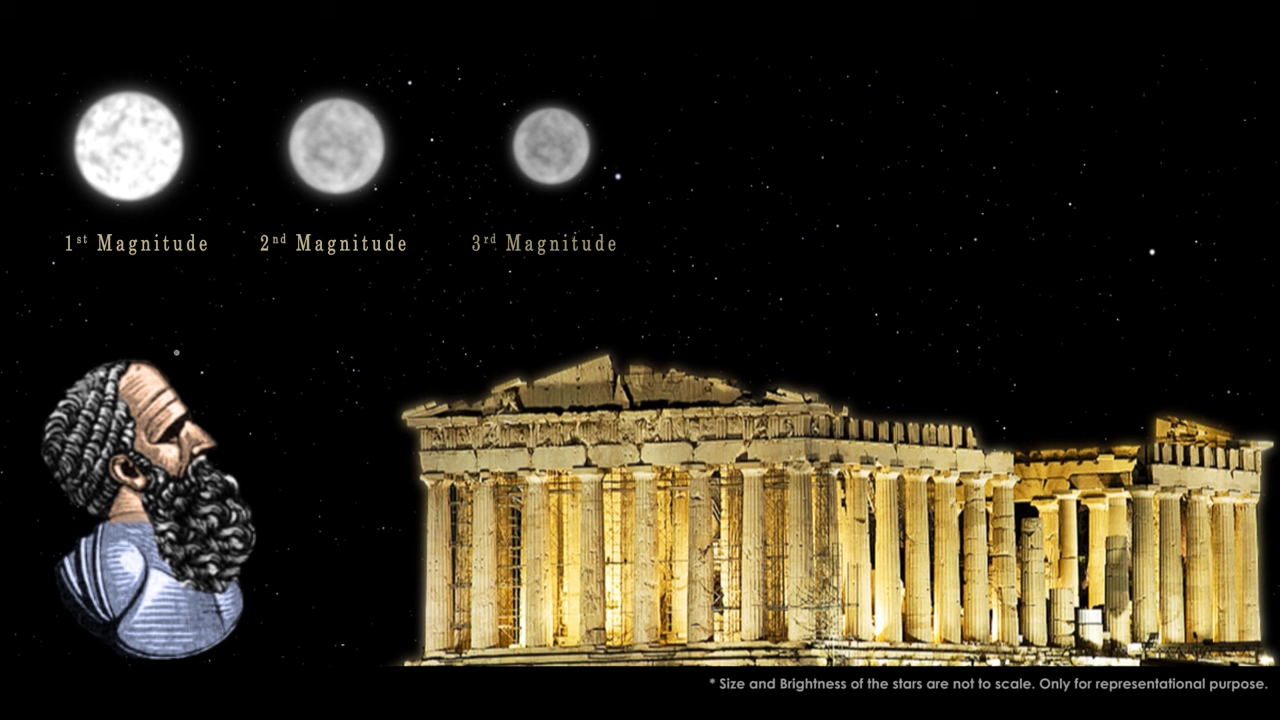 1st Magnitude
2nd Magnitude
3rd Magnitude
* Size and Brightness of the stars are not to scale. Only for representational purpose.